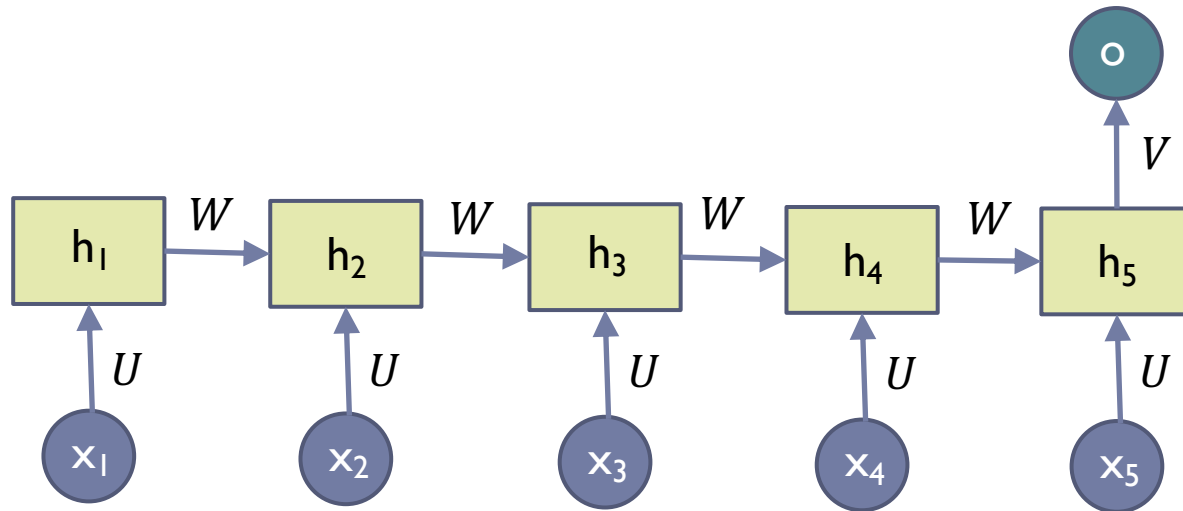 o
V
W W W W
h₁ h₂ h₃ h₄ h₅
U U U U U
x₁ x₂ x₃ x₄ x₅